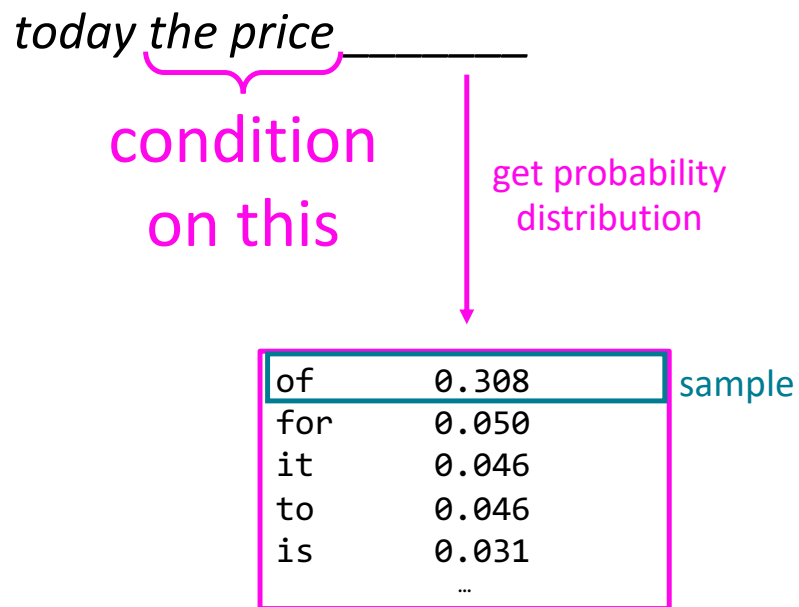 today the price _______
condition
on this
get probability
distribution
of 0.308
sample
for 0.050
it 0.046
to 0.046
is 0.031
…